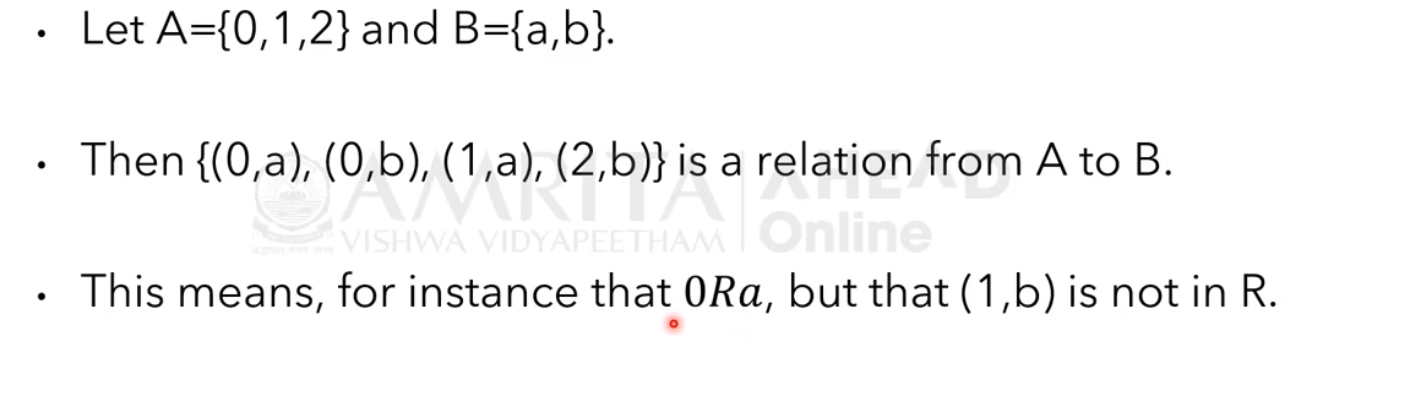 • Let A={0,1,2} and B={a,b}.
• Then {(0,a), (0,b),(1,a), (2,b)} is a relation from A to B.
AMRITA AHEAD
VISHWA VIDYAPEETHAM Online
• This means, for instance that 0Ra, but that (1,b) is not in R.